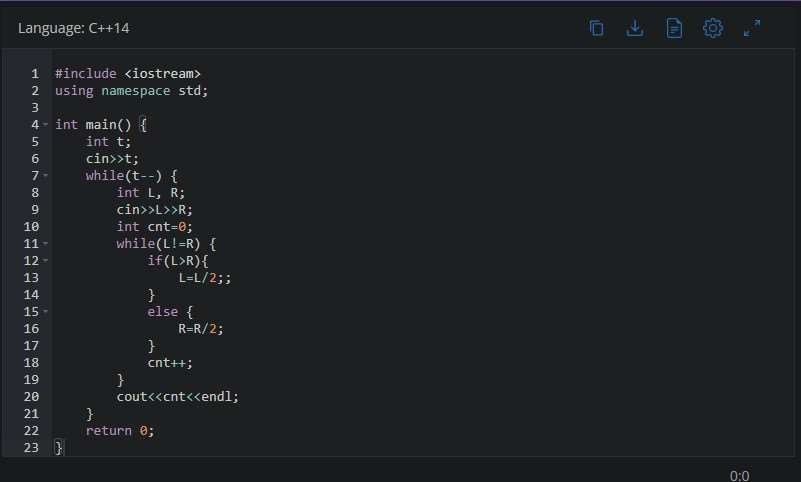 Language: C++14
1 #include <iostream>
2 using namespace std;
3
4 int main() {
5     int t;
6     cin>>t;
7     while(t--) {
8         int L, R;
9         cin>>L>>R;
10         int cnt=0;
11         while(L!=R) {
12             if(L>R){
13                 L=L/2;;
14             }
15             else {
16                 R=R/2;
17             }
18             cnt++;
19         }
20         cout<<cnt<<endl;
21     }
22     return 0;
23 }
0:0